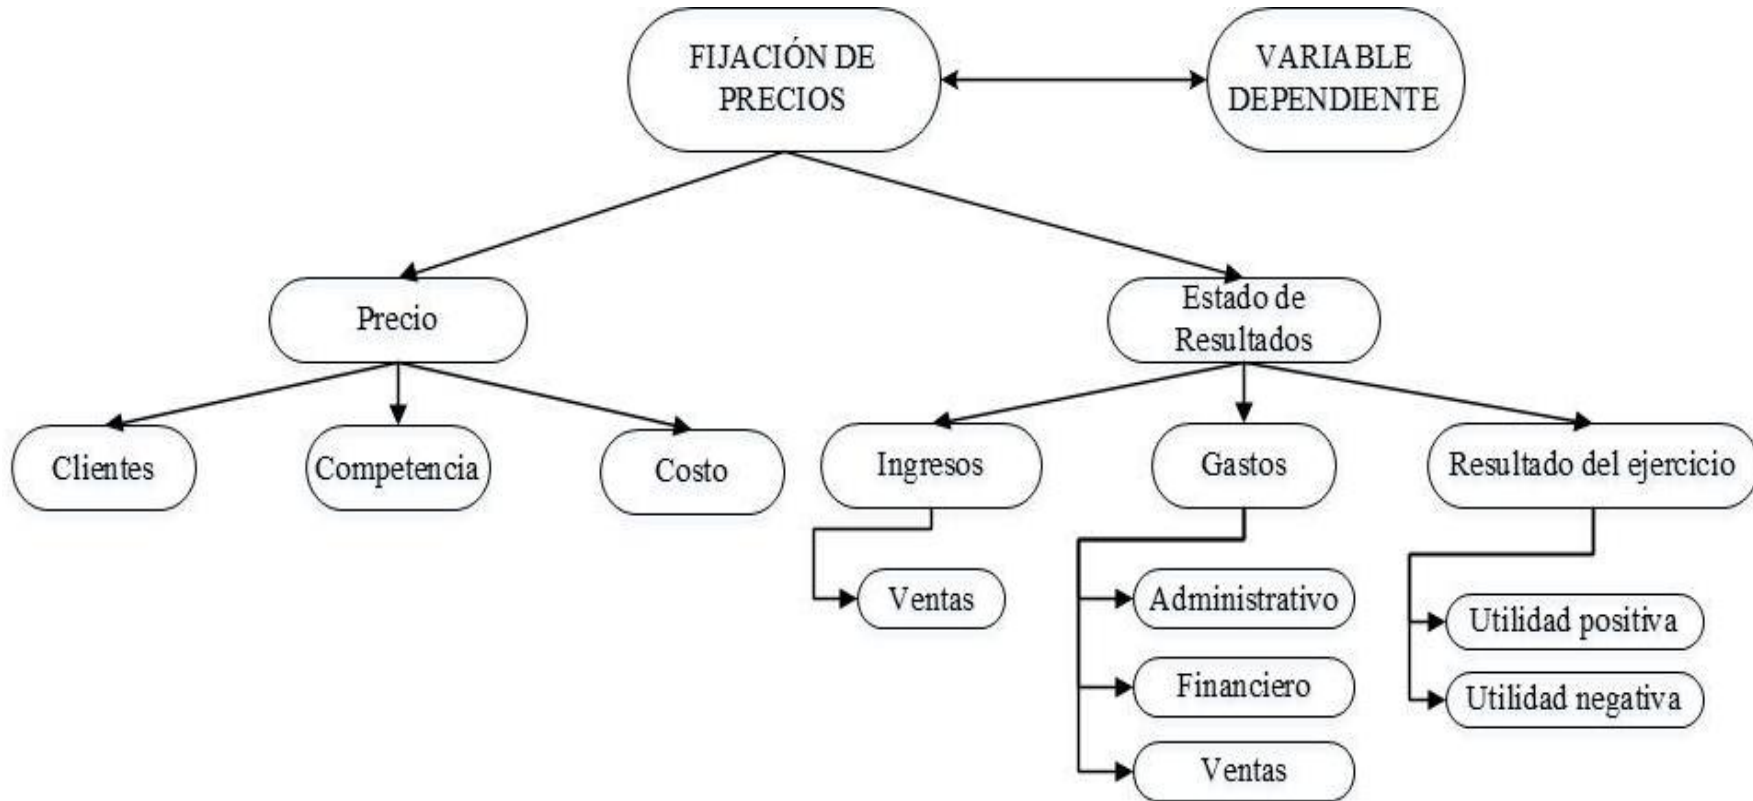 FIJACIÓN DE
PRECIOS
VARIABLE
DEPENDIENTE
Precio
Estado de
Resultados
Clientes
Competencia
Costo
Ingresos
Gastos
Resultado del ejercicio
Ventas
Administrativo
Financiero
Ventas
Utilidad positiva
Utilidad negativa